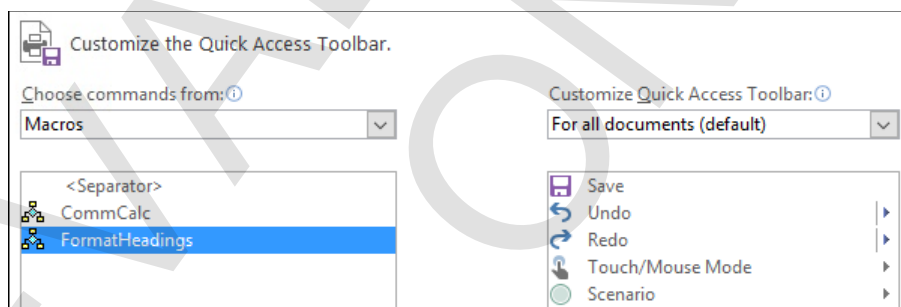 Customize the Quick Access Toolbar.
Choose commands from:
Customize Quick Access Toolbar:
Macros
For all documents (default)
<Separator>
CommCalc
FormatHeadings
Save
Undo
Redo
Touch/Mouse Mode
Scenario